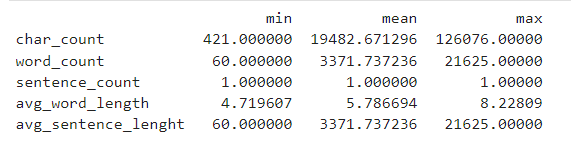 min mean max
char_count 421.000000 19482.671296 126076.00000
word_count 60.000000 3371.737236 21625.00000
sentence_count 1.000000 1.000000 1.00000
avg_word_length 4.719607 5.786694 8.22809
avg_sentence_lenght 60.000000 3371.737236 21625.00000